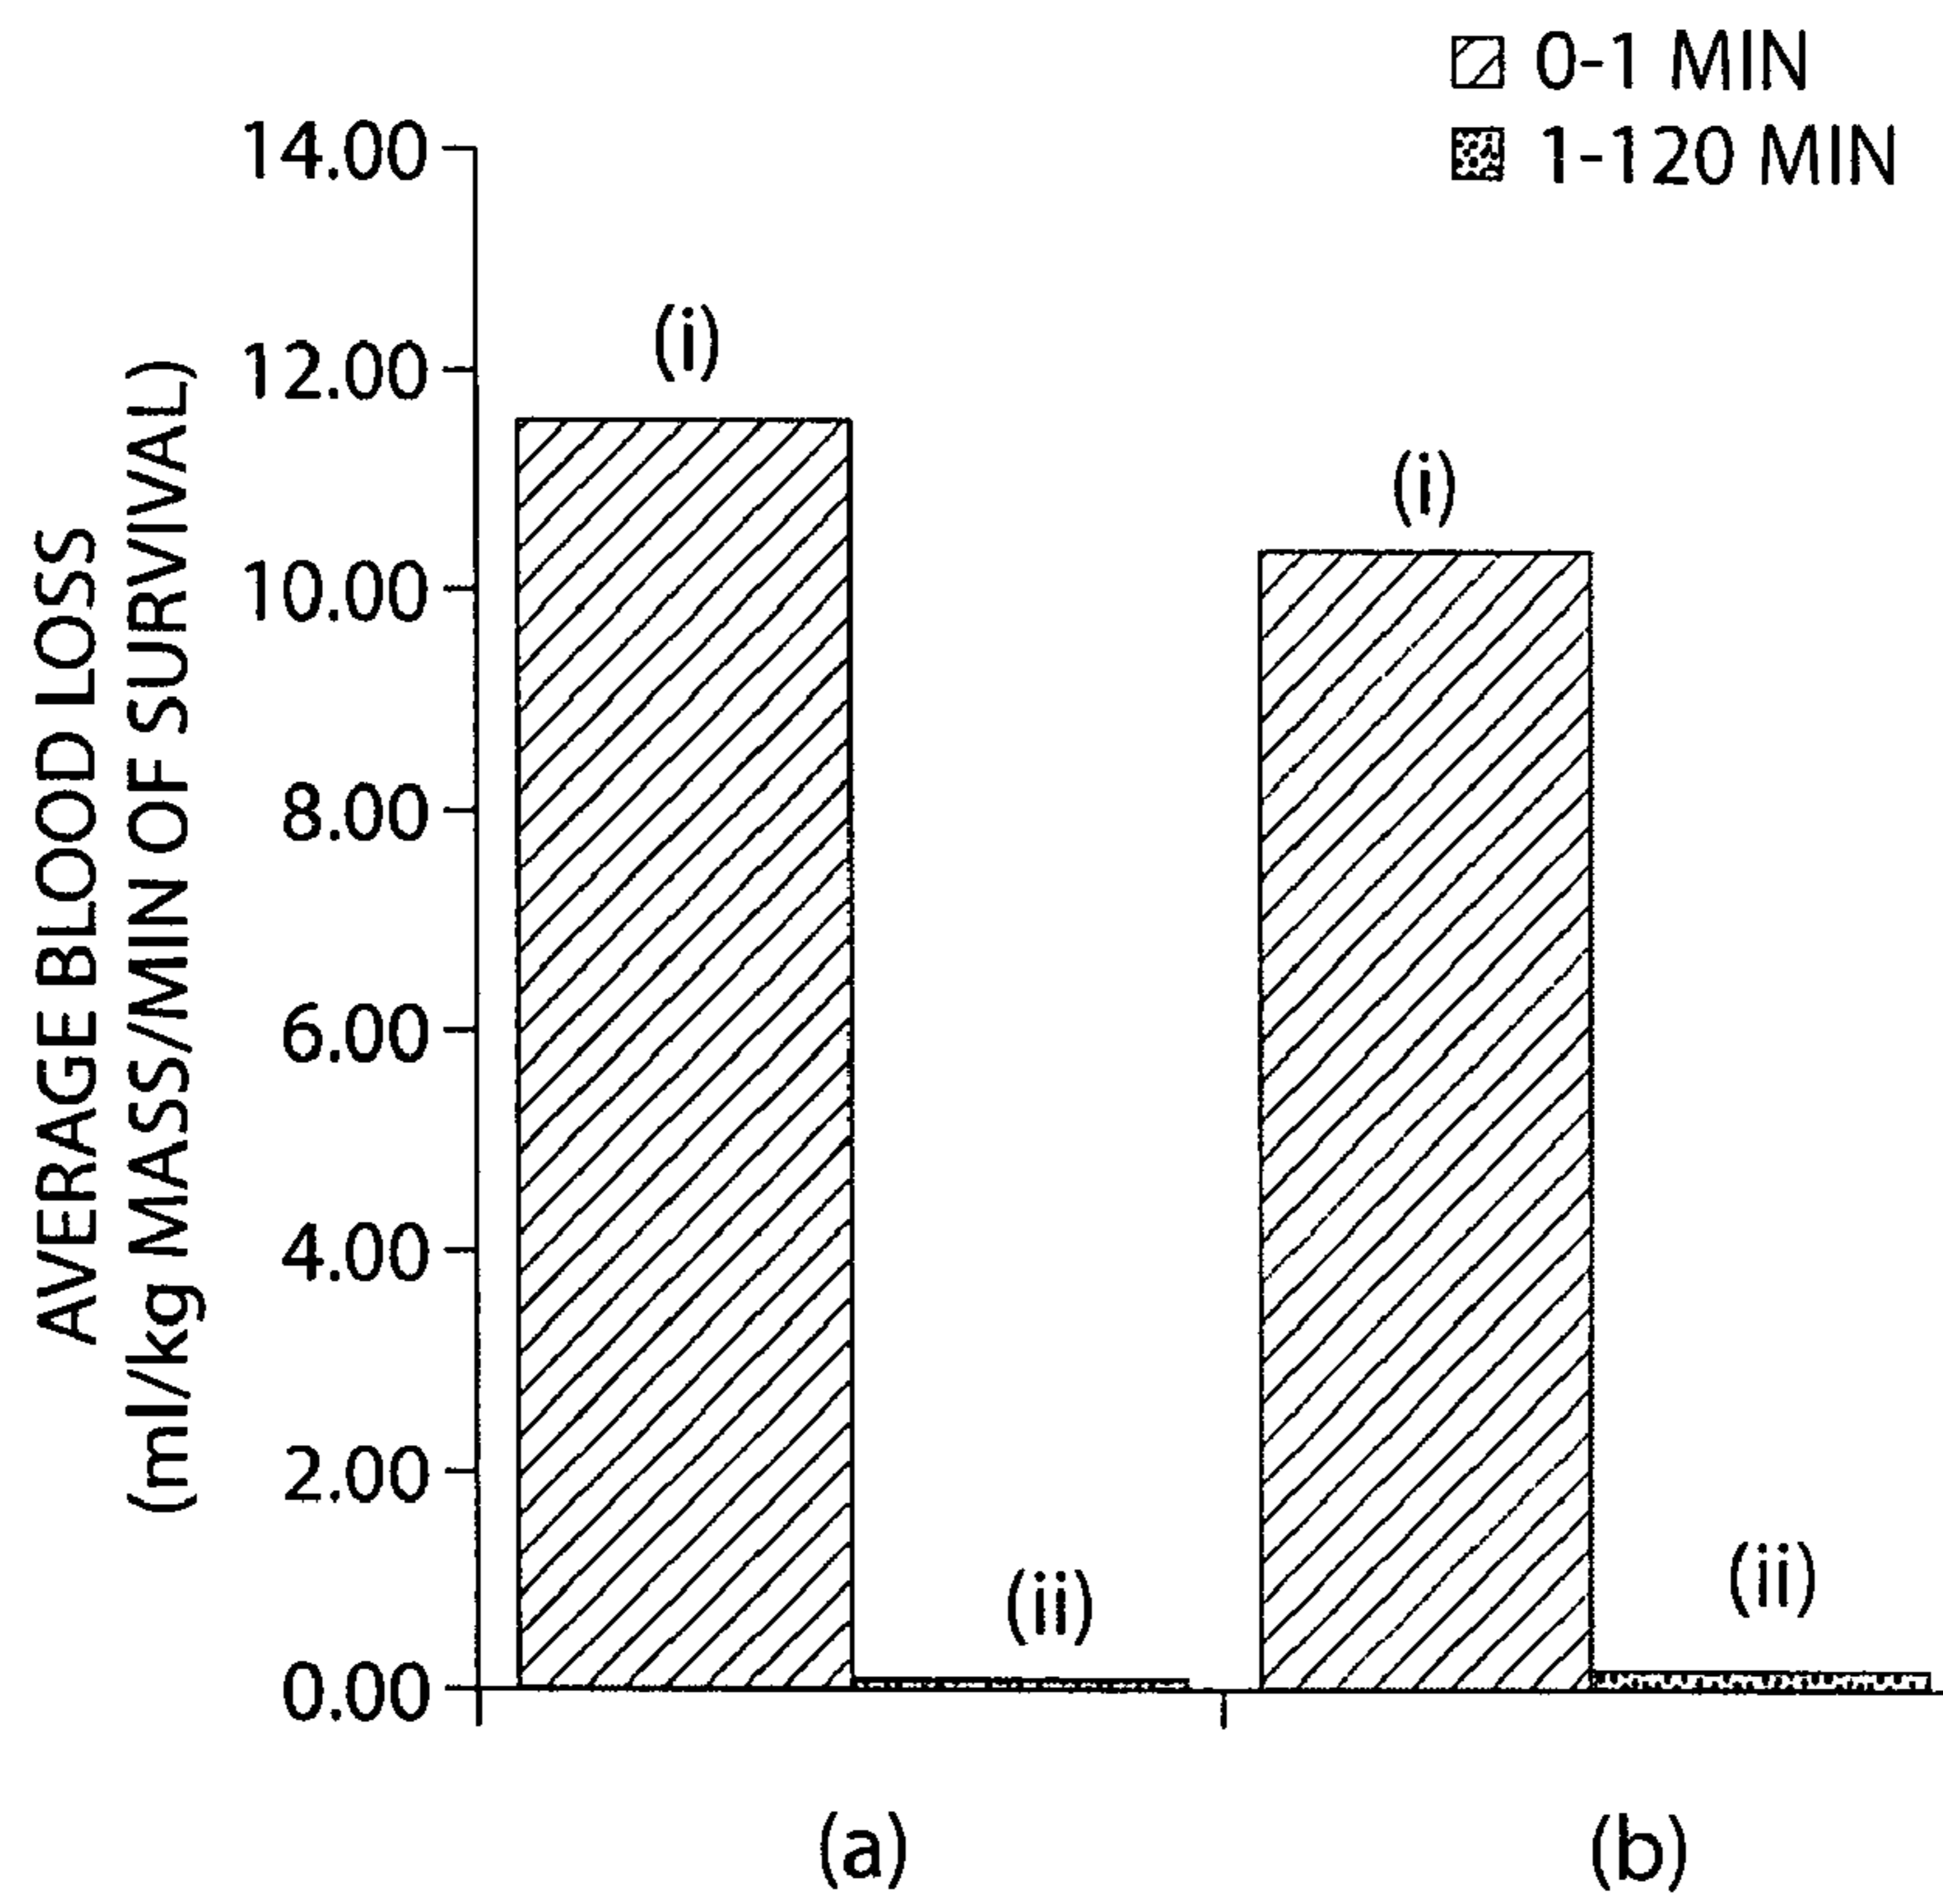 0-1 MIN
1-120 MIN
AVERAGE BLOOD LOSS
(ml/kg MASS/MIN OF SURVIVAL)
14.00
12.00
10.00
8.00
6.00
4.00
2.00
0.00
(i)
(ii)
(i)
(ii)
(a)
(b)